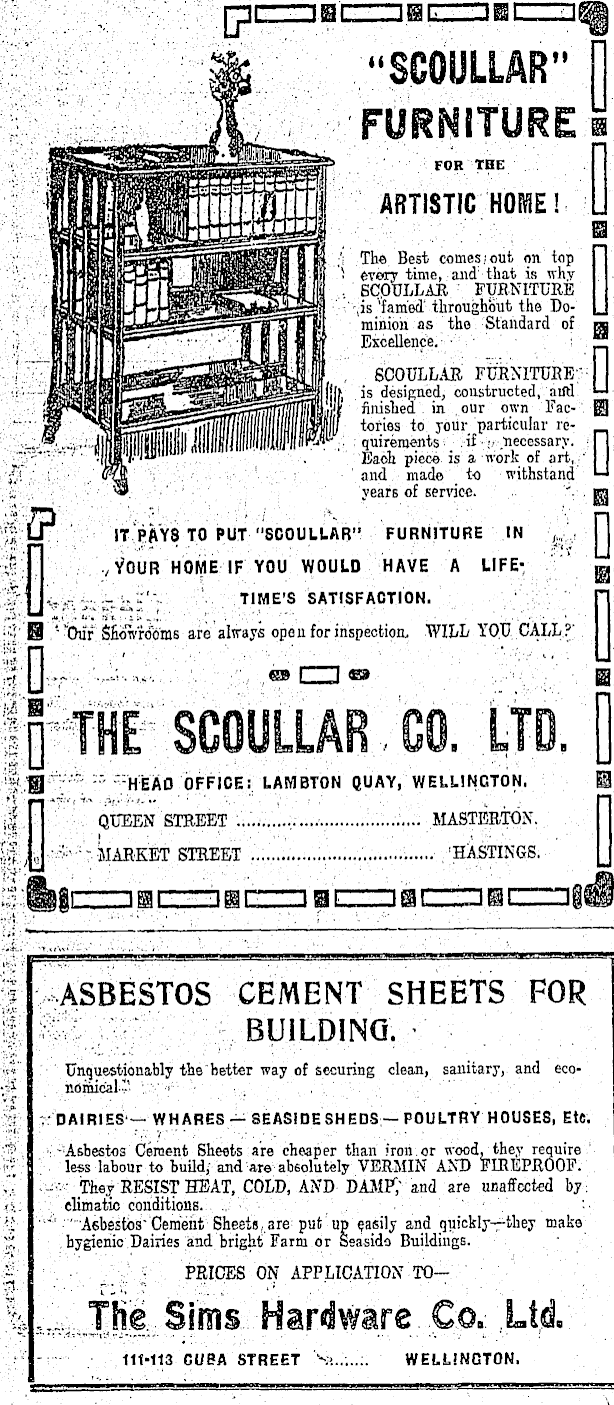 "SCOULLAR"
FURNITURE
FOR THE
ARTISTIC HOME!
The Best comes out on top
every time, and that is why
SCOULLAR FURNITURE
is famed throughout the Do-
minion as the Standard of
Excellence.
SCOULLAR FURNITURE
is designed, constructed, and
finished in our own Fac-
tories to your particular re-
quirements if necessary.
Each piece is a work of art,
and made to withstand
years of service.
IT PAYS TO PUT "SCOULLAR" FURNITURE IN
YOUR HOME IF YOU WOULD HAVE A LIFE-
TIME'S SATISFACTION.
Our Showrooms are always open for inspection. WILL YOU CALL?
THE SCOULLAR CO. LTD.
HEAD OFFICE: LAMBTON QUAY, WELLINGTON.
QUEEN STREET .................................... MASTERTON.
MARKET STREET .................................. HASTINGS.
ASBESTOS CEMENT SHEETS FOR
BUILDING.
Unquestionably the better way of securing clean, sanitary, and eco-
nomical
DAIRIES — WHARES — SEASIDE SHEDS — POULTRY HOUSES, Etc.
Asbestos Cement Sheets are cheaper than iron or wood, they require
less labour to build, and are absolutely VERMIN AND FIREPROOF.
They RESIST HEAT, COLD, AND DAMP, and are unaffected by
climatic conditions.
Asbestos Cement Sheets are put up easily and quickly—they make
hygienic Dairies and bright Farm or Seaside Buildings.
PRICES ON APPLICATION TO—
The Sims Hardware Co. Ltd.
111-113 CUBA STREET ......... WELLINGTON.